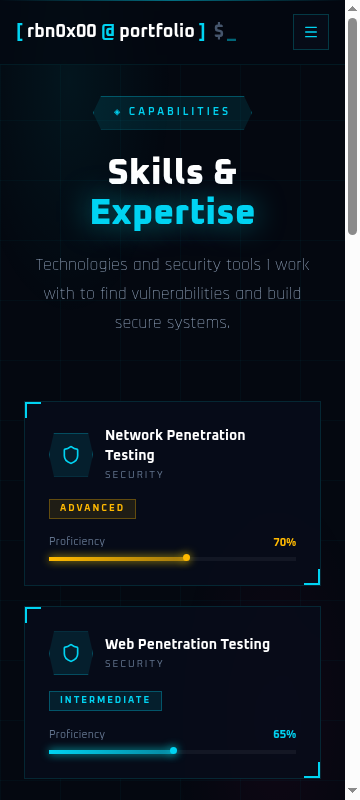 [ rbn0x00 @ portfolio ] $_
◈ CAPABILITIES
Skills &
Expertise
Technologies and security tools I work
with to find vulnerabilities and build
secure systems.
Network Penetration
Testing
SECURITY
ADVANCED
Proficiency 70%
Web Penetration Testing
SECURITY
INTERMEDIATE
Proficiency 65%